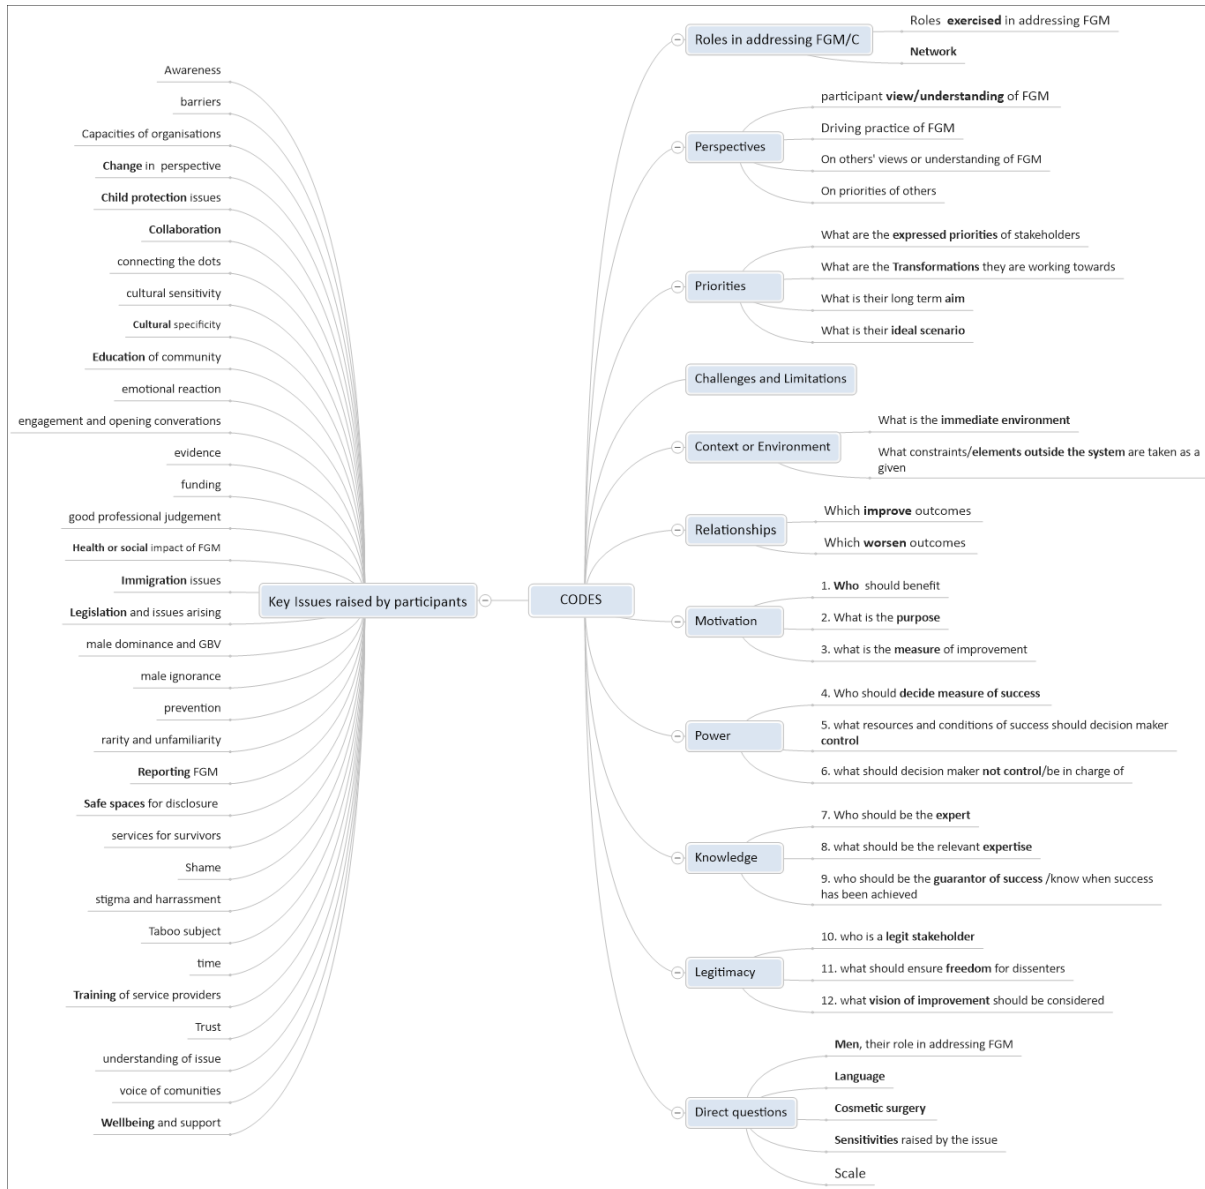 Awareness
barriers
Capacities of organisations
Change in perspective
Child protection issues
Collaboration
connecting the dots
cultural sensitivity
Cultural specificity
Education of community
emotional reaction
engagement and opening converations
evidence
funding
good professional judgement
Health or social impact of FGM
Immigration issues
Legislation and issues arising
male dominance and GBV
male ignorance
prevention
rarity and unfamiliarity
Reporting FGM
Safe spaces for disclosure
services for survivors
Shame
stigma and harrassment
Taboo subject
time
Training of service providers
Trust
understanding of issue
voice of comunities
Wellbeing and support
Key Issues raised by participants
CODES
Roles in addressing FGM/C
Roles exercised in addressing FGM
Network
Perspectives
participant view/understanding of FGM
Driving practice of FGM
On others' views or understanding of FGM
On priorities of others
Priorities
What are the expressed priorities of stakeholders
What are the Transformations they are working towards
What is their long term aim
What is their ideal scenario
Challenges and Limitations
Context or Environment
What is the immediate environment
What constraints/elements outside the system are taken as a
given
Relationships
Which improve outcomes
Which worsen outcomes
Motivation
1. Who should benefit
2. What is the purpose
3. what is the measure of improvement
Power
4. Who should decide measure of success
5. what resources and conditions of success should decision maker
control
6. what should decision maker not control/be in charge of
Knowledge
7. Who should be the expert
8. what should be the relevant expertise
9. who should be the guarantor of success /know when success
has been achieved
Legitimacy
10. who is a legit stakeholder
11. what should ensure freedom for dissenters
12. what vision of improvement should be considered
Direct questions
Men, their role in addressing FGM
Language
Cosmetic surgery
Sensitivities raised by the issue
Scale